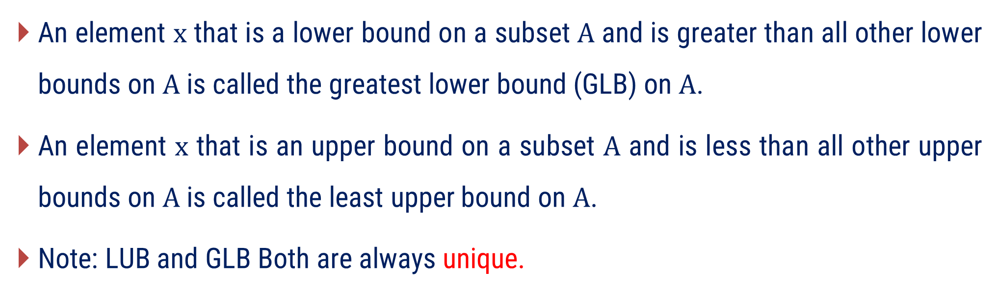 An element x that is a lower bound on a subset A and is greater than all other lower
bounds on A is called the greatest lower bound (GLB) on A.
An element x that is an upper bound on a subset A and is less than all other upper
bounds on A is called the least upper bound on A.
Note: LUB and GLB Both are always unique.